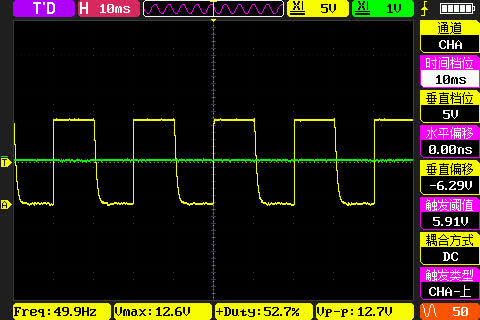 T'D H 10ms X1 5V X1 1V
通道
CHA
时间档位
10ms
垂直档位
5V
水平偏移
0.00ns
垂直偏移
-6.29V
触发阈值
5.91V
耦合方式
DC
触发类型
CHA-上
T
A
Freq:49.9Hz Vmax:12.6V +Duty:52.7% Vp-p:12.7V 50